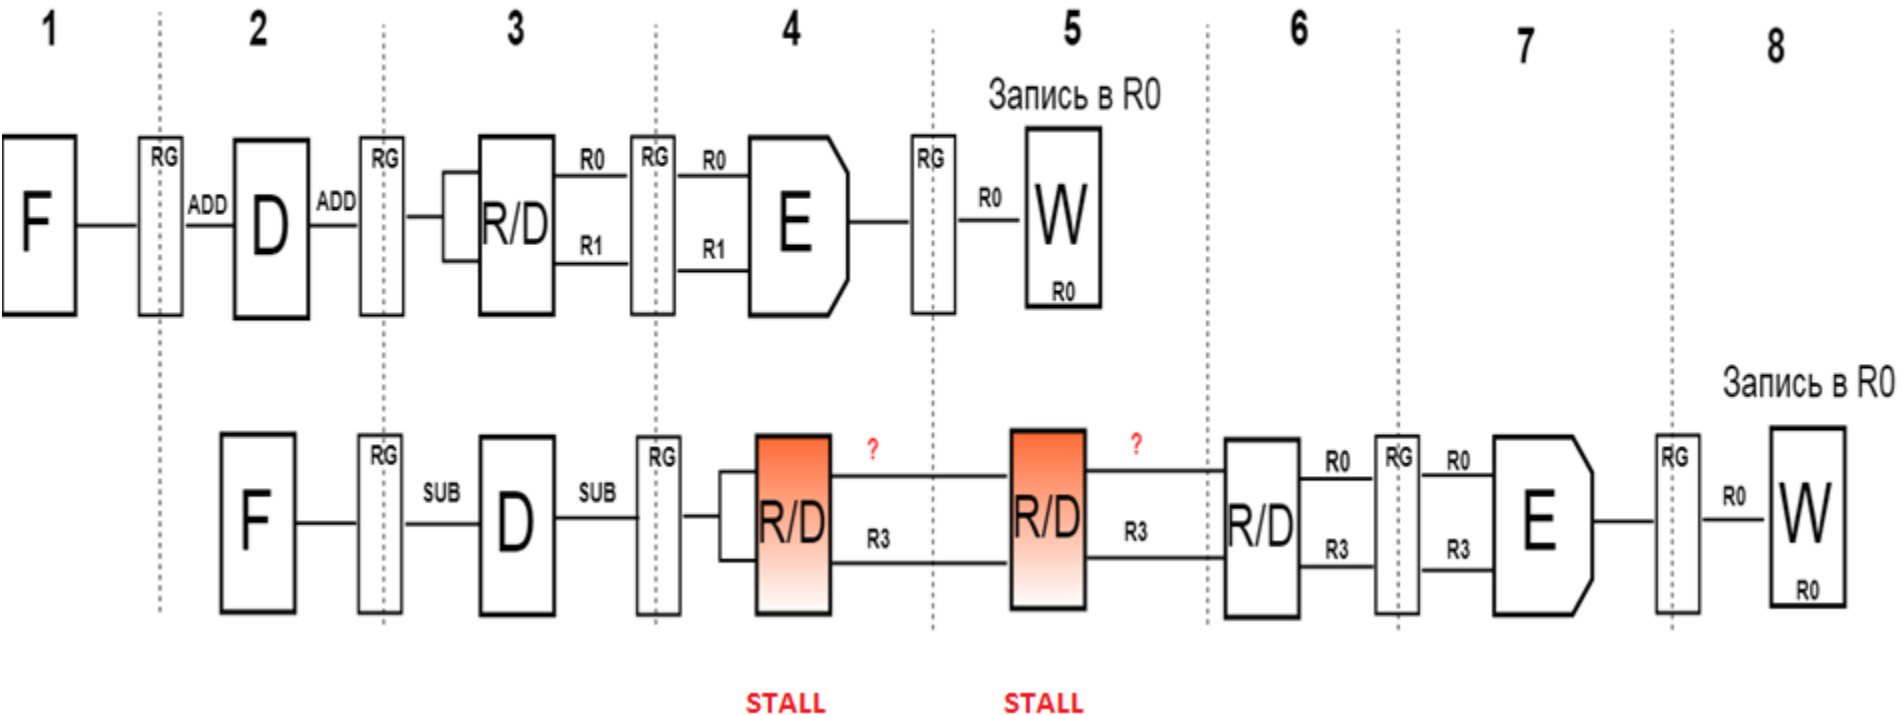 1 2 3 4 5 6 7 8
Запись в R0
F RG ADD D ADD RG R/D R0 R1 RG R0 R1 E RG R0 W R0
Запись в R0
F RG SUB D SUB RG R/D ? R3 R/D ? R3 R/D R0 R3 RG R0 R3 E RG R0 W R0
STALL STALL